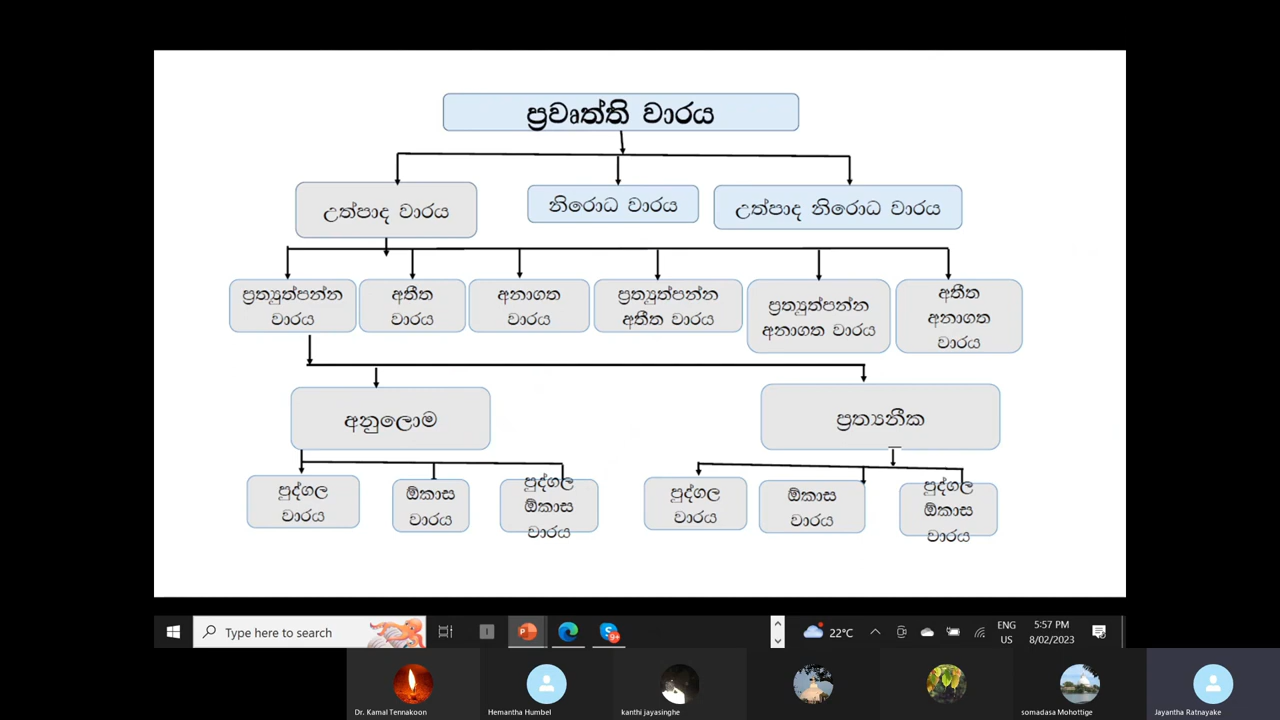 ප්‍රවෘත්ති වාරය
උත්පාද වාරය
නිරොධ වාරය
උත්පාද නිරොධ වාරය
ප්‍රත්‍යුත්පන්න
වාරය
අතීත
වාරය
අනාගත
වාරය
ප්‍රත්‍යුත්පන්න
අතීත වාරය
ප්‍රත්‍යුත්පන්න
අනාගත වාරය
අතීත
අනාගත
වාරය
අනුලොම
ප්‍රත්‍යනීක
පුද්ගල
වාරය
ඕකාස
වාරය
පුද්ගල
ඕකාස
වාරය
පුද්ගල
වාරය
ඕකාස
වාරය
පුද්ගල
ඕකාස
වාරය
Type here to search
9+
22°C
ENG
US
5:57 PM
8/02/2023
Dr. Kamal Tennakoon
Hemantha Humbel
kanthi jayasinghe
somadasa Mohottige
Jayantha Ratnayake